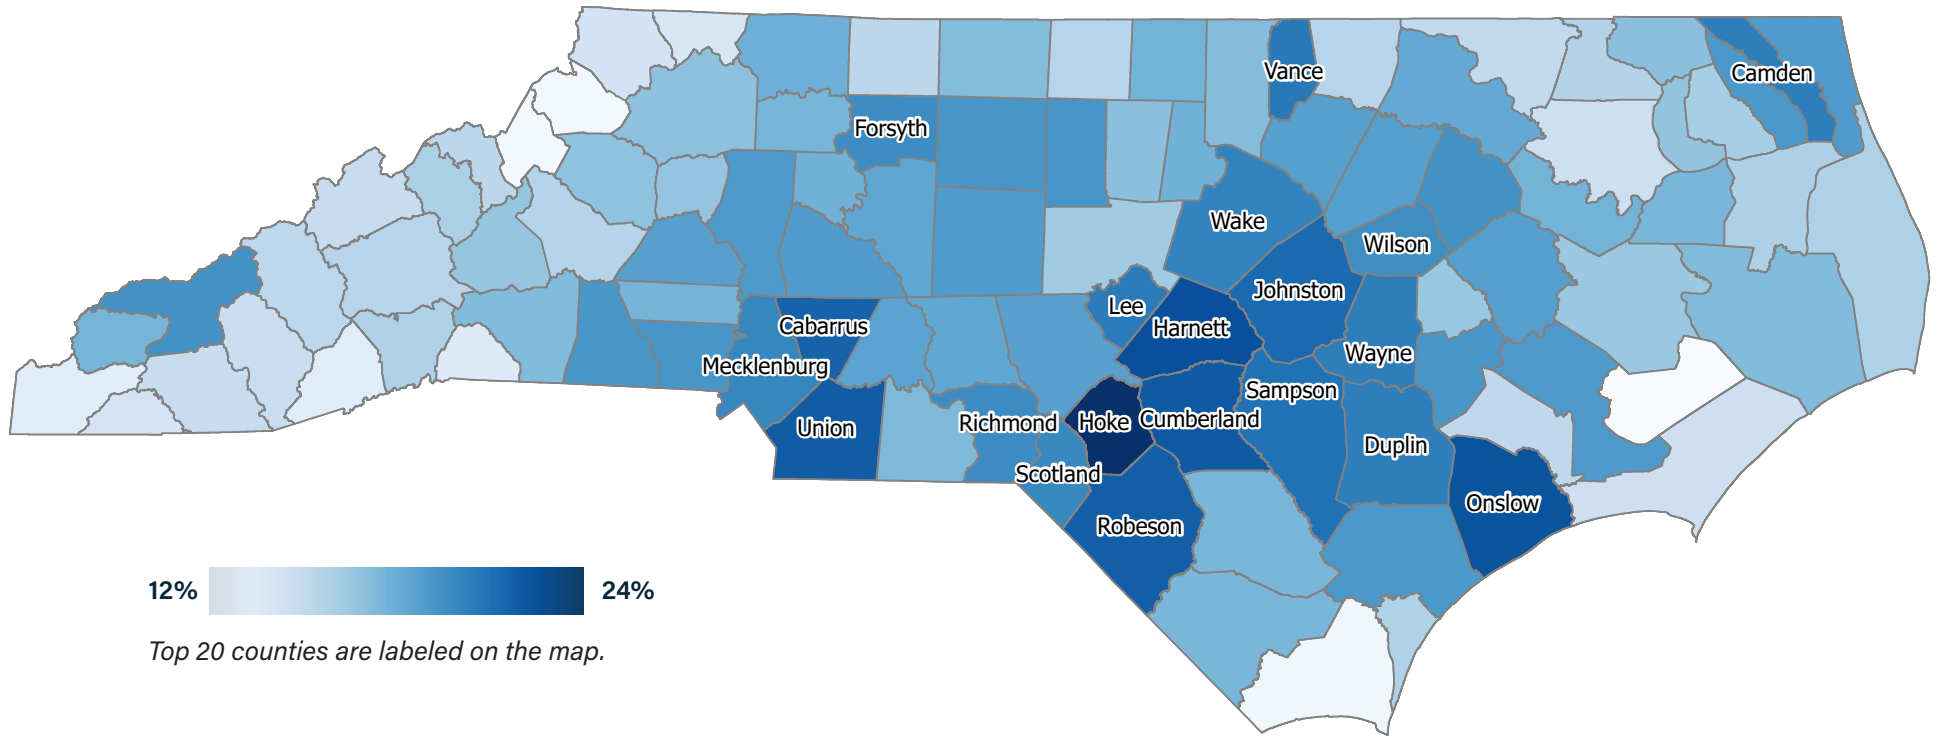 Vance
Camden
Forsyth
Wake
Wilson
Johnston
Lee
Harnett
Cabarrus
Wayne
Mecklenburg
Sampson
Union
Richmond
Hoke
Cumberland
Duplin
Scotland
Onslow
Robeson
12%
24%
Top 20 counties are labeled on the map.